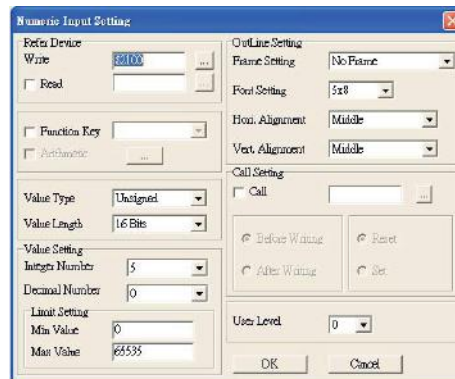 Numeric Input Setting
Refer Device
Write
$2100
...
Read
...
Function Key
Arithmetic
...
Value Type
Unsigned
Value Length
16 Bits
Value Setting
Integer Number
5
Decimal Number
0
Limit Setting
Min Value
0
Max Value
65535
OutLine Setting
Frame Setting
No Frame
Font Setting
5x8
Hori. Alignment
Middle
Vert. Alignment
Middle
Call Setting
Call
...
Before Writing
After Writing
Reset
Set
User Level
0
OK
Cancel